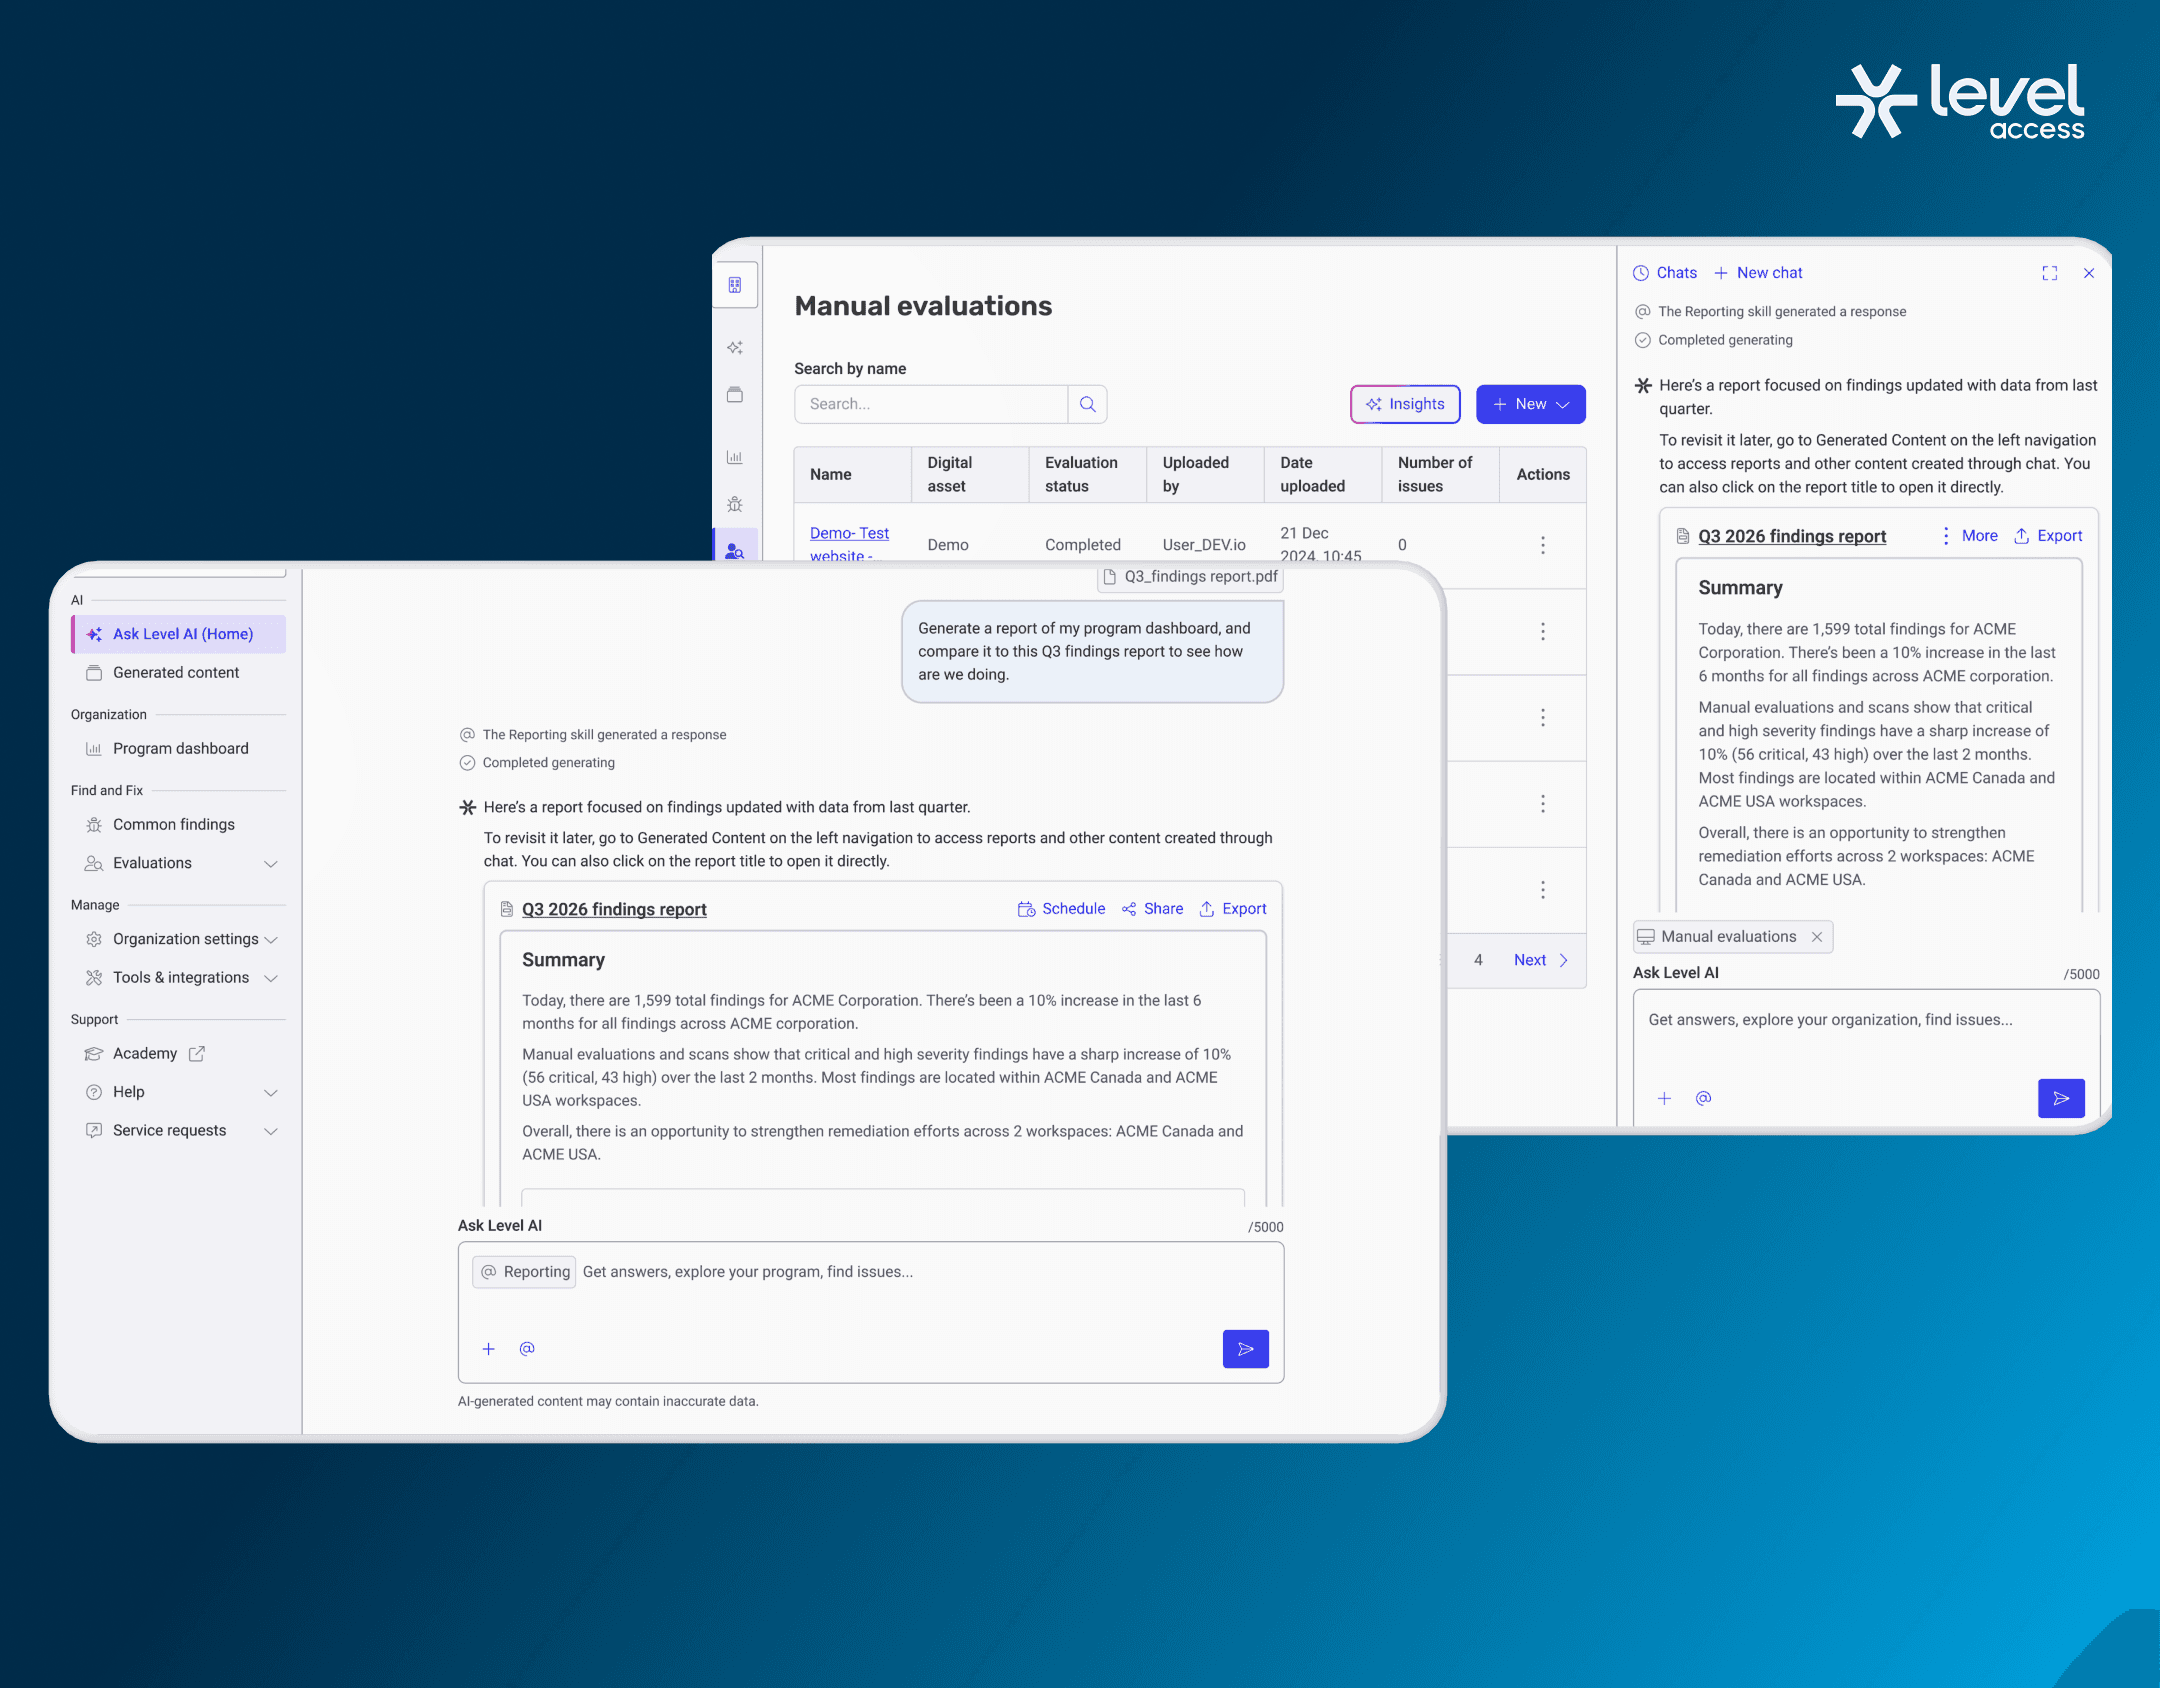 level
access
Manual evaluations
Search by name
Search...
Insights
New
Name
Digital
asset
Evaluation
status
Uploaded
by
Date
uploaded
Number of
issues
Actions
Demo- Test
website -
Demo
Completed
User_DEV.io
21 Dec
2024, 10:45
0
4
Next
Chats
New chat
The Reporting skill generated a response
Completed generating
Here's a report focused on findings updated with data from last
quarter.
To revisit it later, go to Generated Content on the left navigation
to access reports and other content created through chat. You
can also click on the report title to open it directly.
Q3 2026 findings report
More
Export
Summary
Today, there are 1,599 total findings for ACME
Corporation. There's been a 10% increase in the last
6 months for all findings across ACME corporation.
Manual evaluations and scans show that critical
and high severity findings have a sharp increase of
10% (56 critical, 43 high) over the last 2 months.
Most findings are located within ACME Canada and
ACME USA workspaces.
Overall, there is an opportunity to strengthen
remediation efforts across 2 workspaces: ACME
Canada and ACME USA.
Manual evaluations
Ask Level AI
/5000
Get answers, explore your organization, find issues...
AI
Ask Level AI (Home)
Generated content
Organization
Program dashboard
Find and Fix
Common findings
Evaluations
Manage
Organization settings
Tools & integrations
Support
Academy
Help
Service requests
Q3_findings report.pdf
Generate a report of my program dashboard, and
compare it to this Q3 findings report to see how
are we doing.
The Reporting skill generated a response
Completed generating
Here's a report focused on findings updated with data from last quarter.
To revisit it later, go to Generated Content on the left navigation to access reports and other content created through
chat. You can also click on the report title to open it directly.
Q3 2026 findings report
Schedule
Share
Export
Summary
Today, there are 1,599 total findings for ACME Corporation. There's been a 10% increase in the last 6
months for all findings across ACME corporation.
Manual evaluations and scans show that critical and high severity findings have a sharp increase of 10%
(56 critical, 43 high) over the last 2 months. Most findings are located within ACME Canada and ACME
USA workspaces.
Overall, there is an opportunity to strengthen remediation efforts across 2 workspaces: ACME Canada and
ACME USA.
Ask Level AI
/5000
@ Reporting Get answers, explore your program, find issues...
AI-generated content may contain inaccurate data.